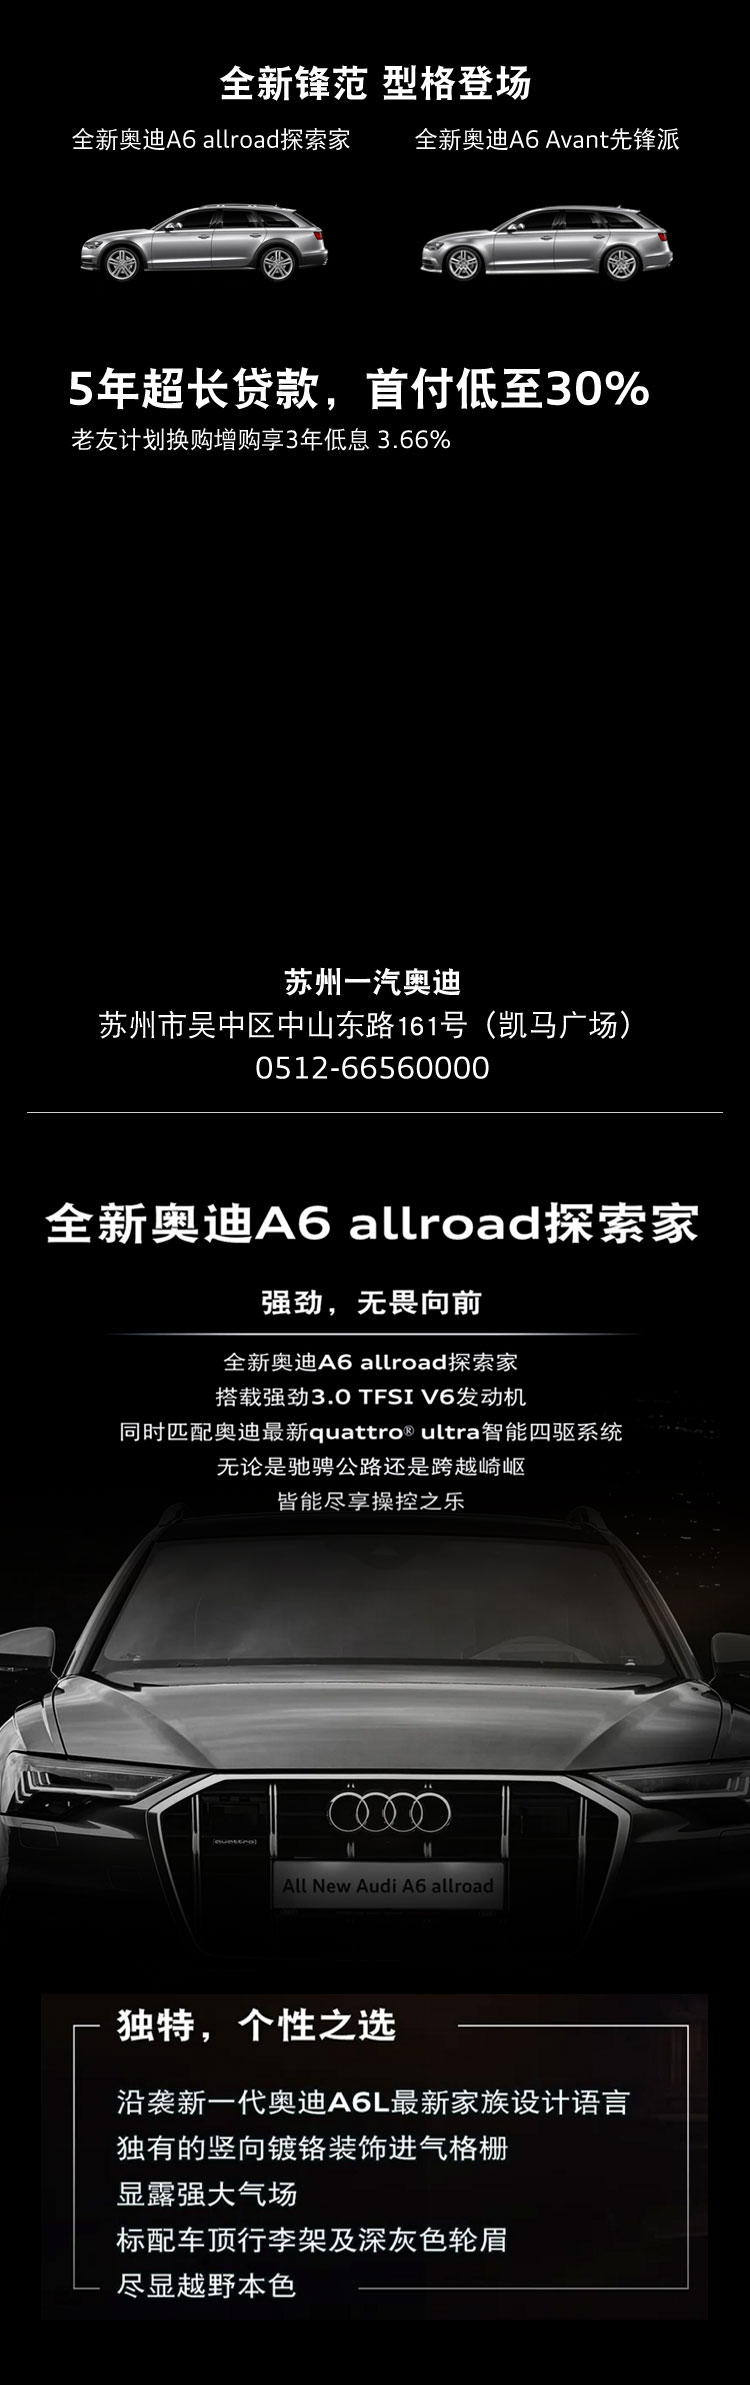 全新锋范 型格登场
全新奥迪A6 allroad探索家
全新奥迪A6 Avant先锋派
5年超长贷款，首付低至30%
老友计划换购增购享3年低息 3.66%
苏州一汽奥迪
苏州市吴中区中山东路161号（凯马广场）
0512-66560000
全新奥迪A6 allroad探索家
强劲，无畏向前
全新奥迪A6 allroad探索家
搭载强劲3.0 TFSI V6发动机
同时匹配奥迪最新quattro® ultra智能四驱系统
无论是驰骋公路还是跨越崎岖
皆能尽享操控之乐
quattro
All New Audi A6 allroad
独特，个性之选
沿袭新一代奥迪A6L最新家族设计语言
独有的竖向镀铬装饰进气格栅
显露强大气场
标配车顶行李架及深灰色轮眉
尽显越野本色